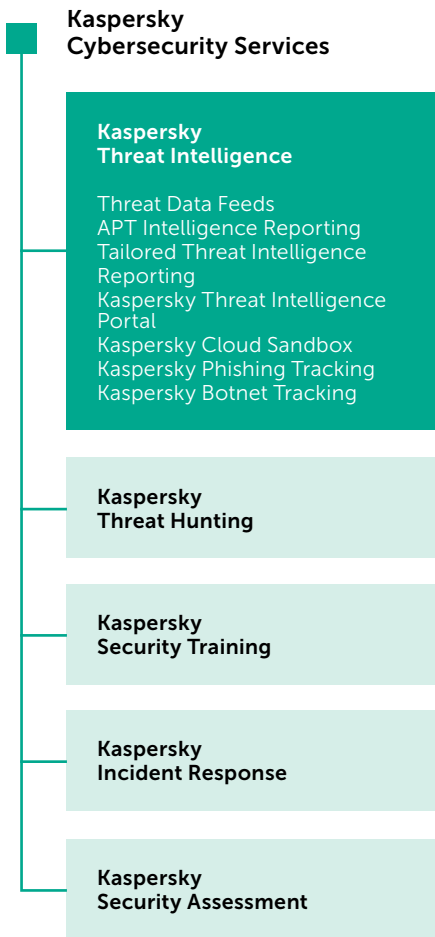 Kaspersky
Cybersecurity Services
Kaspersky
Threat Intelligence
Threat Data Feeds
APT Intelligence Reporting
Tailored Threat Intelligence
Reporting
Kaspersky Threat Intelligence
Portal
Kaspersky Cloud Sandbox
Kaspersky Phishing Tracking
Kaspersky Botnet Tracking
Kaspersky
Threat Hunting
Kaspersky
Security Training
Kaspersky
Incident Response
Kaspersky
Security Assessment